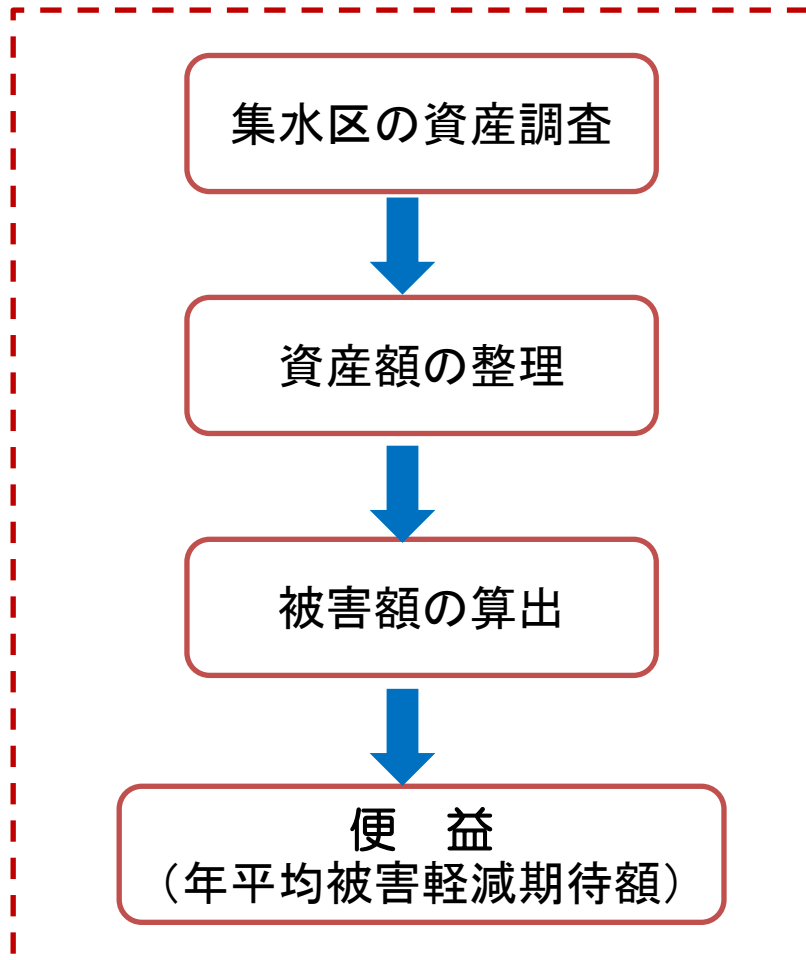 集水区の資産調査
資産額の整理
被害額の算出
便　益
（年平均被害軽減期待額）